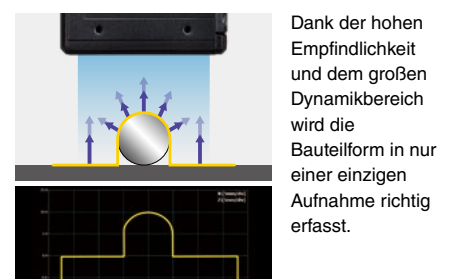 Dank der hohen
Empfindlichkeit
und dem großen
Dynamikbereich
wird die
Bauteilform in nur
einer einzigen
Aufnahme richtig
erfasst.